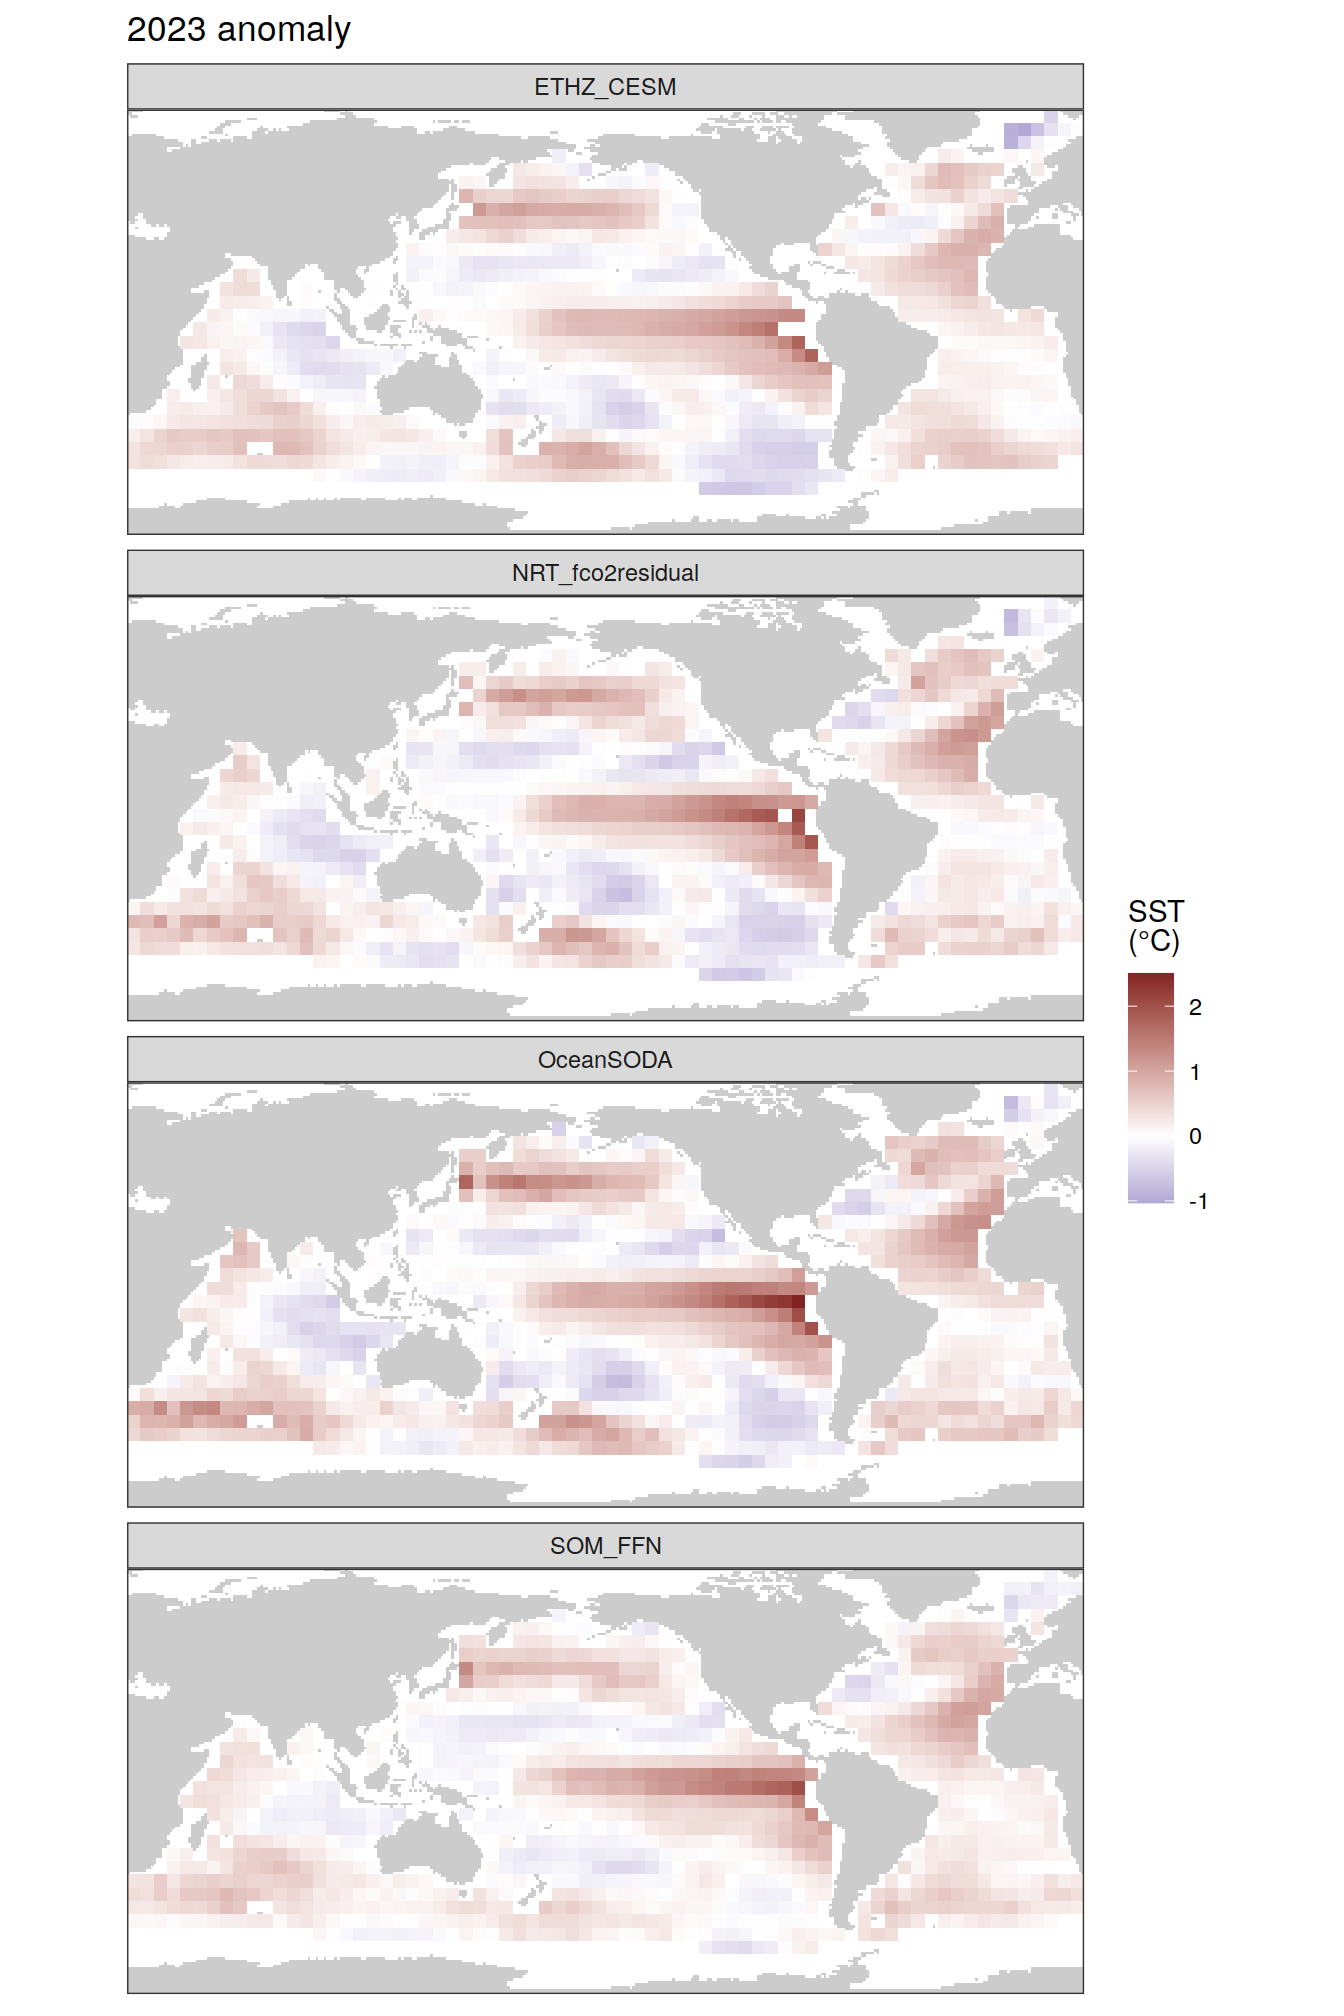 2023 anomaly
ETHZ_CESM
NRT_fco2residual
OceanSODA
SOM_FFN
SST
(°C)
2
1
0
-1